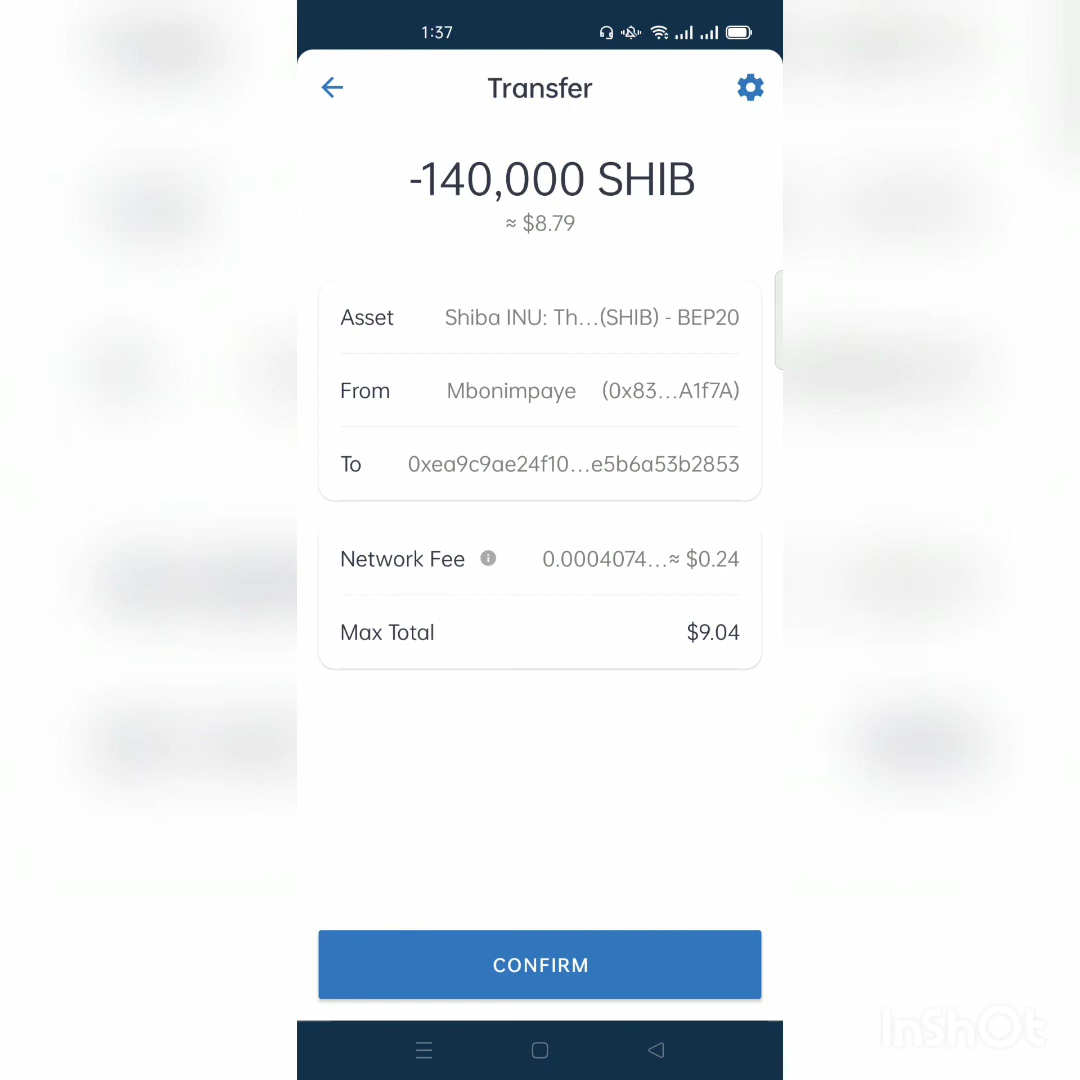 1:37
Transfer
-140,000 SHIB
≈ $8.79
Asset Shiba INU: Th...(SHIB) - BEP20
From Mbonimpaye (0x83...A1f7A)
To 0xea9c9ae24f10...e5b6a53b2853
Network Fee 0.0004074...≈ $0.24
Max Total $9.04
CONFIRM
InShOt